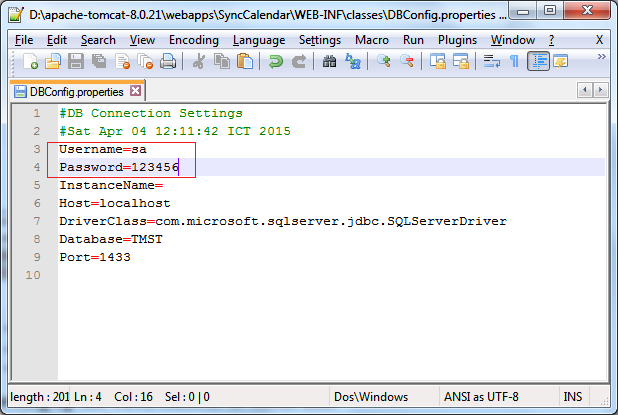 D:\apache-tomcat-8.0.21\webapps\SyncCalendar\WEB-INF\classes\DBConfig.properties ...
File Edit Search View Encoding Language Settings Macro Run Plugins Window ? X
DBConfig.properties
1 #DB Connection Settings
2 #Sat Apr 04 12:11:42 ICT 2015
3 Username=sa
4 Password=123456
5 InstanceName=
6 Host=localhost
7 DriverClass=com.microsoft.sqlserver.jdbc.SQLServerDriver
8 Database=TMST
9 Port=1433
10
length : 201 Ln : 4 Col : 16 Sel : 0 | 0 Dos\Windows ANSI as UTF-8 INS